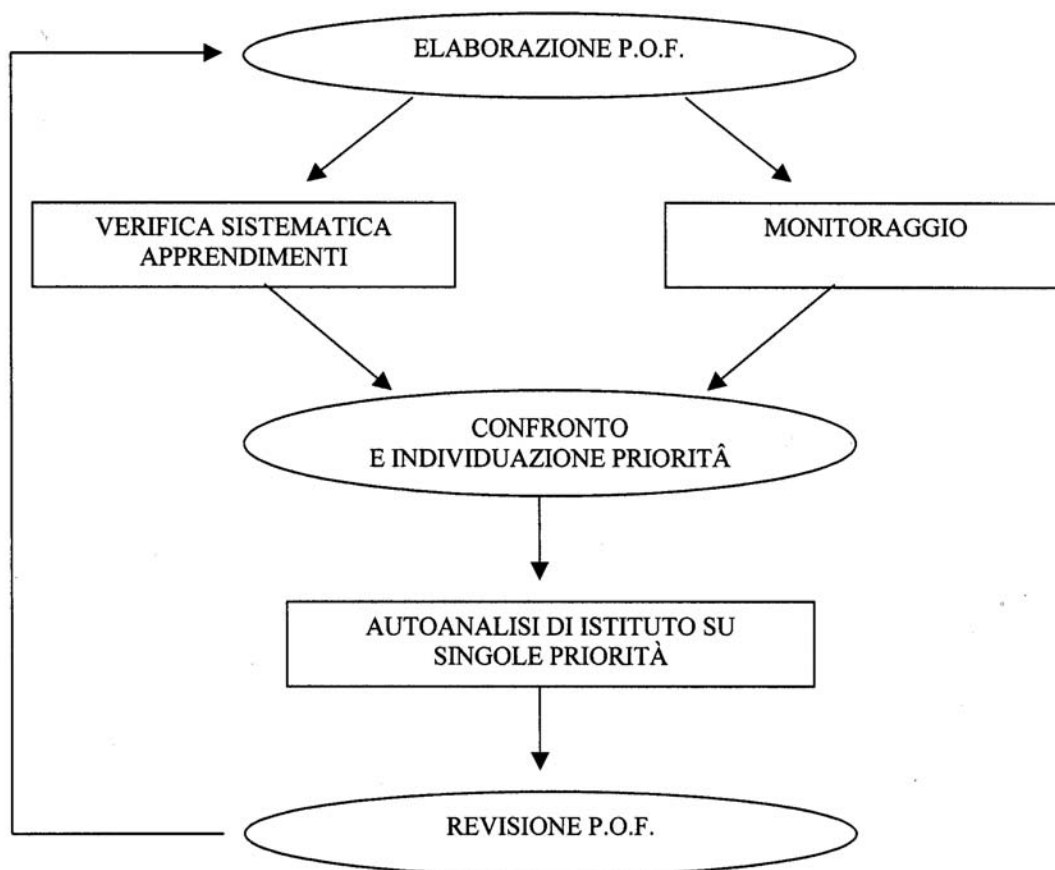 ELABORAZIONE P.O.F.
VERIFICA SISTEMATICA
APPRENDIMENTI
MONITORAGGIO
CONFRONTO
E INDIVIDUAZIONE PRIORITÂ
AUTOANALISI DI ISTITUTO SU
SINGOLE PRIORITÀ
REVISIONE P.O.F.